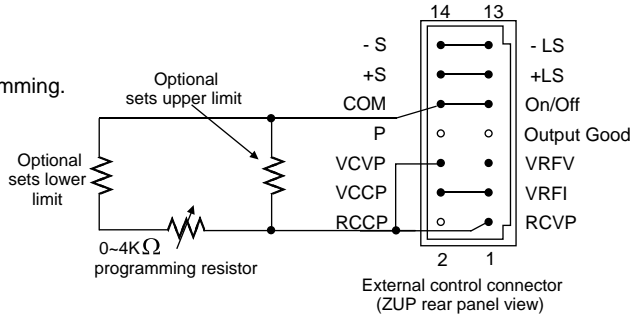 14 13
- S - LS
+S +LS
mming.
Optional
sets upper limit
COM On/Off
P Output Good
Optional
sets lower
limit
VCVP VRFV
VCCP VRFI
RCCP RCVP
0~4KΩ
programming resistor
2 1
External control connector
(ZUP rear panel view)